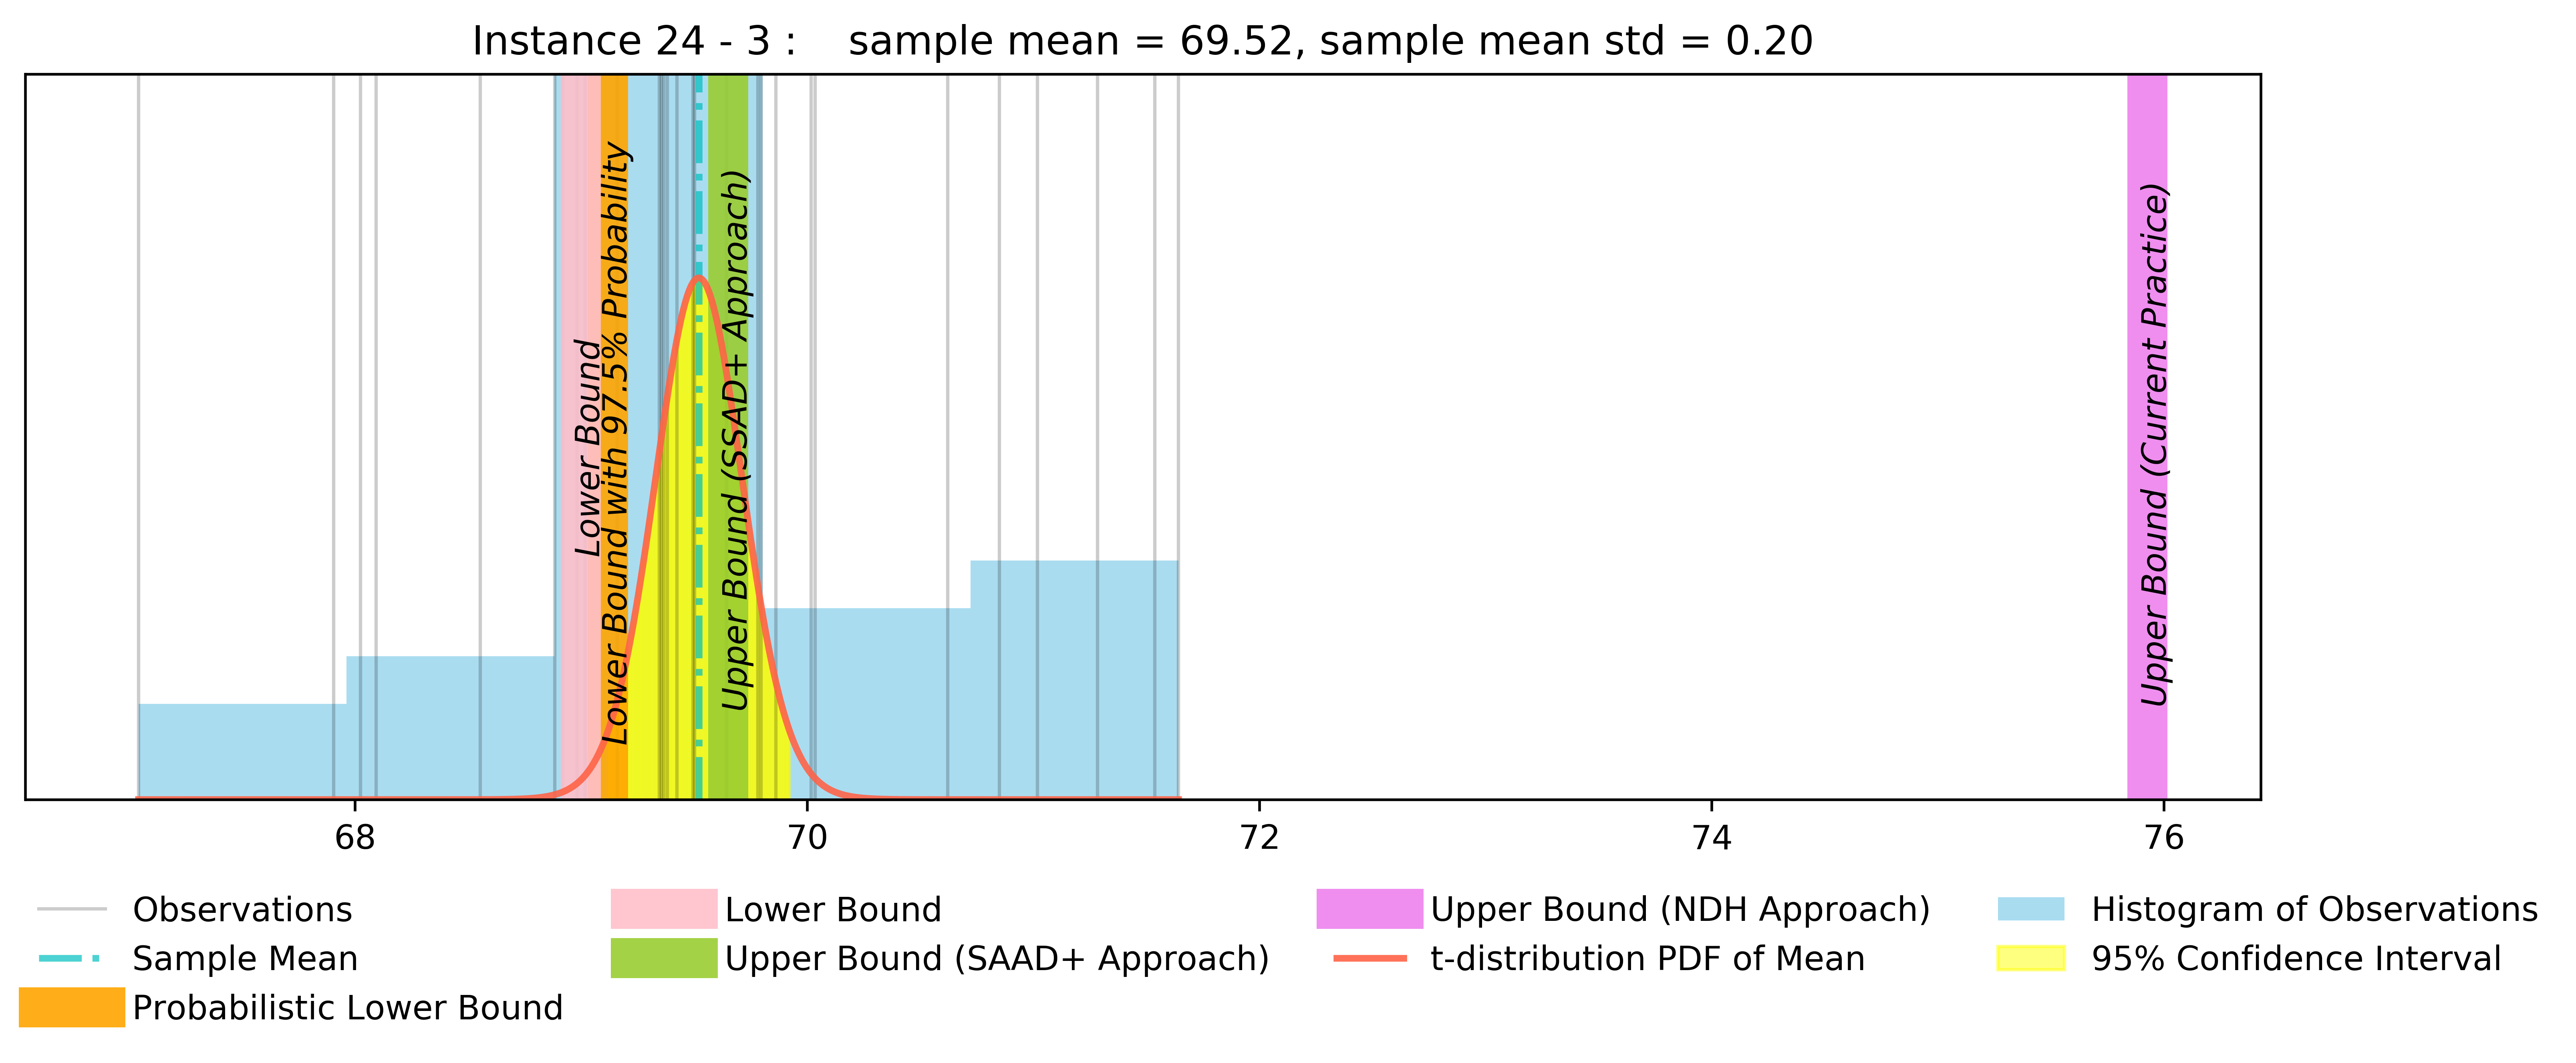 Instance 24 - 3 :    sample mean = 69.52, sample mean std = 0.20
Lower Bound
Lower Bound with 97.5% Probability
Upper Bound (SSAD+ Approach)
Upper Bound (Current Practice)
68 70 72 74 76
Observations Lower Bound Upper Bound (NDH Approach) Histogram of Observations
Sample Mean Upper Bound (SAAD+ Approach) t-distribution PDF of Mean 95% Confidence Interval
Probabilistic Lower Bound